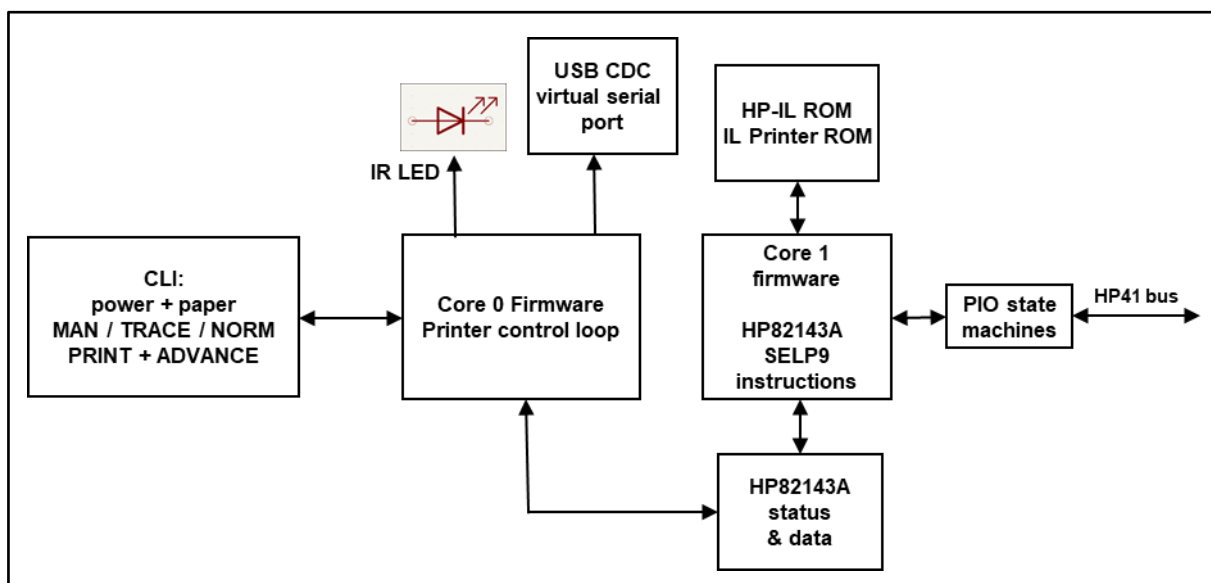 USB CDC
virtual serial
port
IR LED
HP-IL ROM
IL Printer ROM
CLI:
power + paper
MAN / TRACE / NORM
PRINT + ADVANCE
Core 0 Firmware
Printer control loop
Core 1
firmware
HP82143A
SELP9
instructions
PIO state
machines
HP41 bus
HP82143A
status
& data